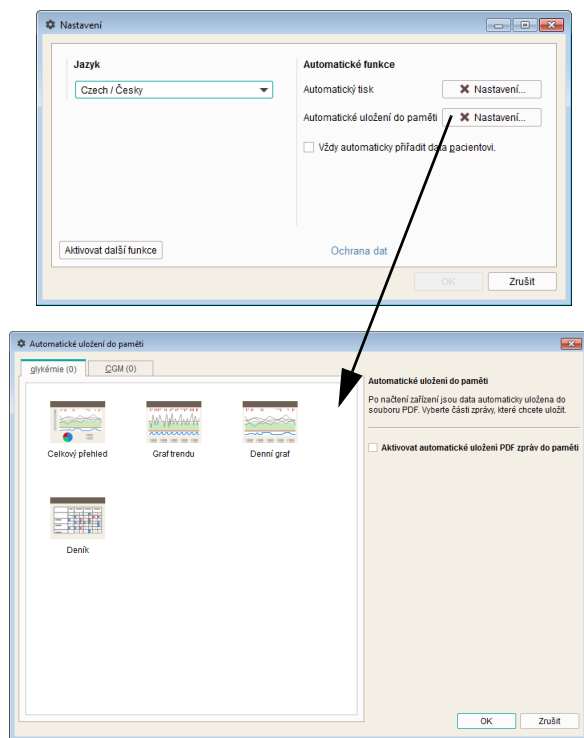 Nastavení
Jazyk
Czech / Česky
Automatické funkce
Automatický tisk
Nastavení...
Automatické uložení do paměti
Nastavení...
Vždy automaticky přiřadit data pacientovi.
Aktivovat další funkce
Ochrana dat
OK
Zrušit
Automatické uložení do paměti
glykémie (0)
CGM (0)
Celkový přehled
Graf trendu
Denní graf
Deník
Automatické uložení do paměti
Po načtení zařízení jsou data automaticky uložena do
souboru PDF. Vyberte části zprávy, které chcete uložit.
Aktivovat automatické uložení PDF zpráv do paměti
OK
Zrušit